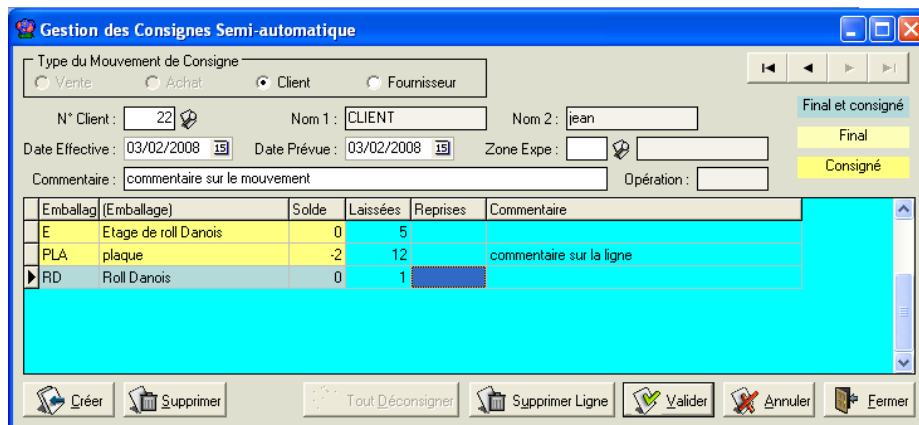 Gestion des Consignes Semi-automatique
Type du Mouvement de Consigne
Vente Achat Client Fournisseur
N° Client : 22 Nom 1 : CLIENT Nom 2 : jean
Final et consigné
Date Effective : 03/02/2008 15 Date Prévue : 03/02/2008 15 Zone Expe :
Final
Commentaire : commentaire sur le mouvement Opération :
Consigné
Emballag (Emballage) Solde Laissées Reprises Commentaire
E Etage de roll Danois 0 5
PLA plaque -2 12 commentaire sur la ligne
RD Roll Danois 0 1
Créer Supprimer Tout Déconsigner Supprimer Ligne Valider Annuler Fermer